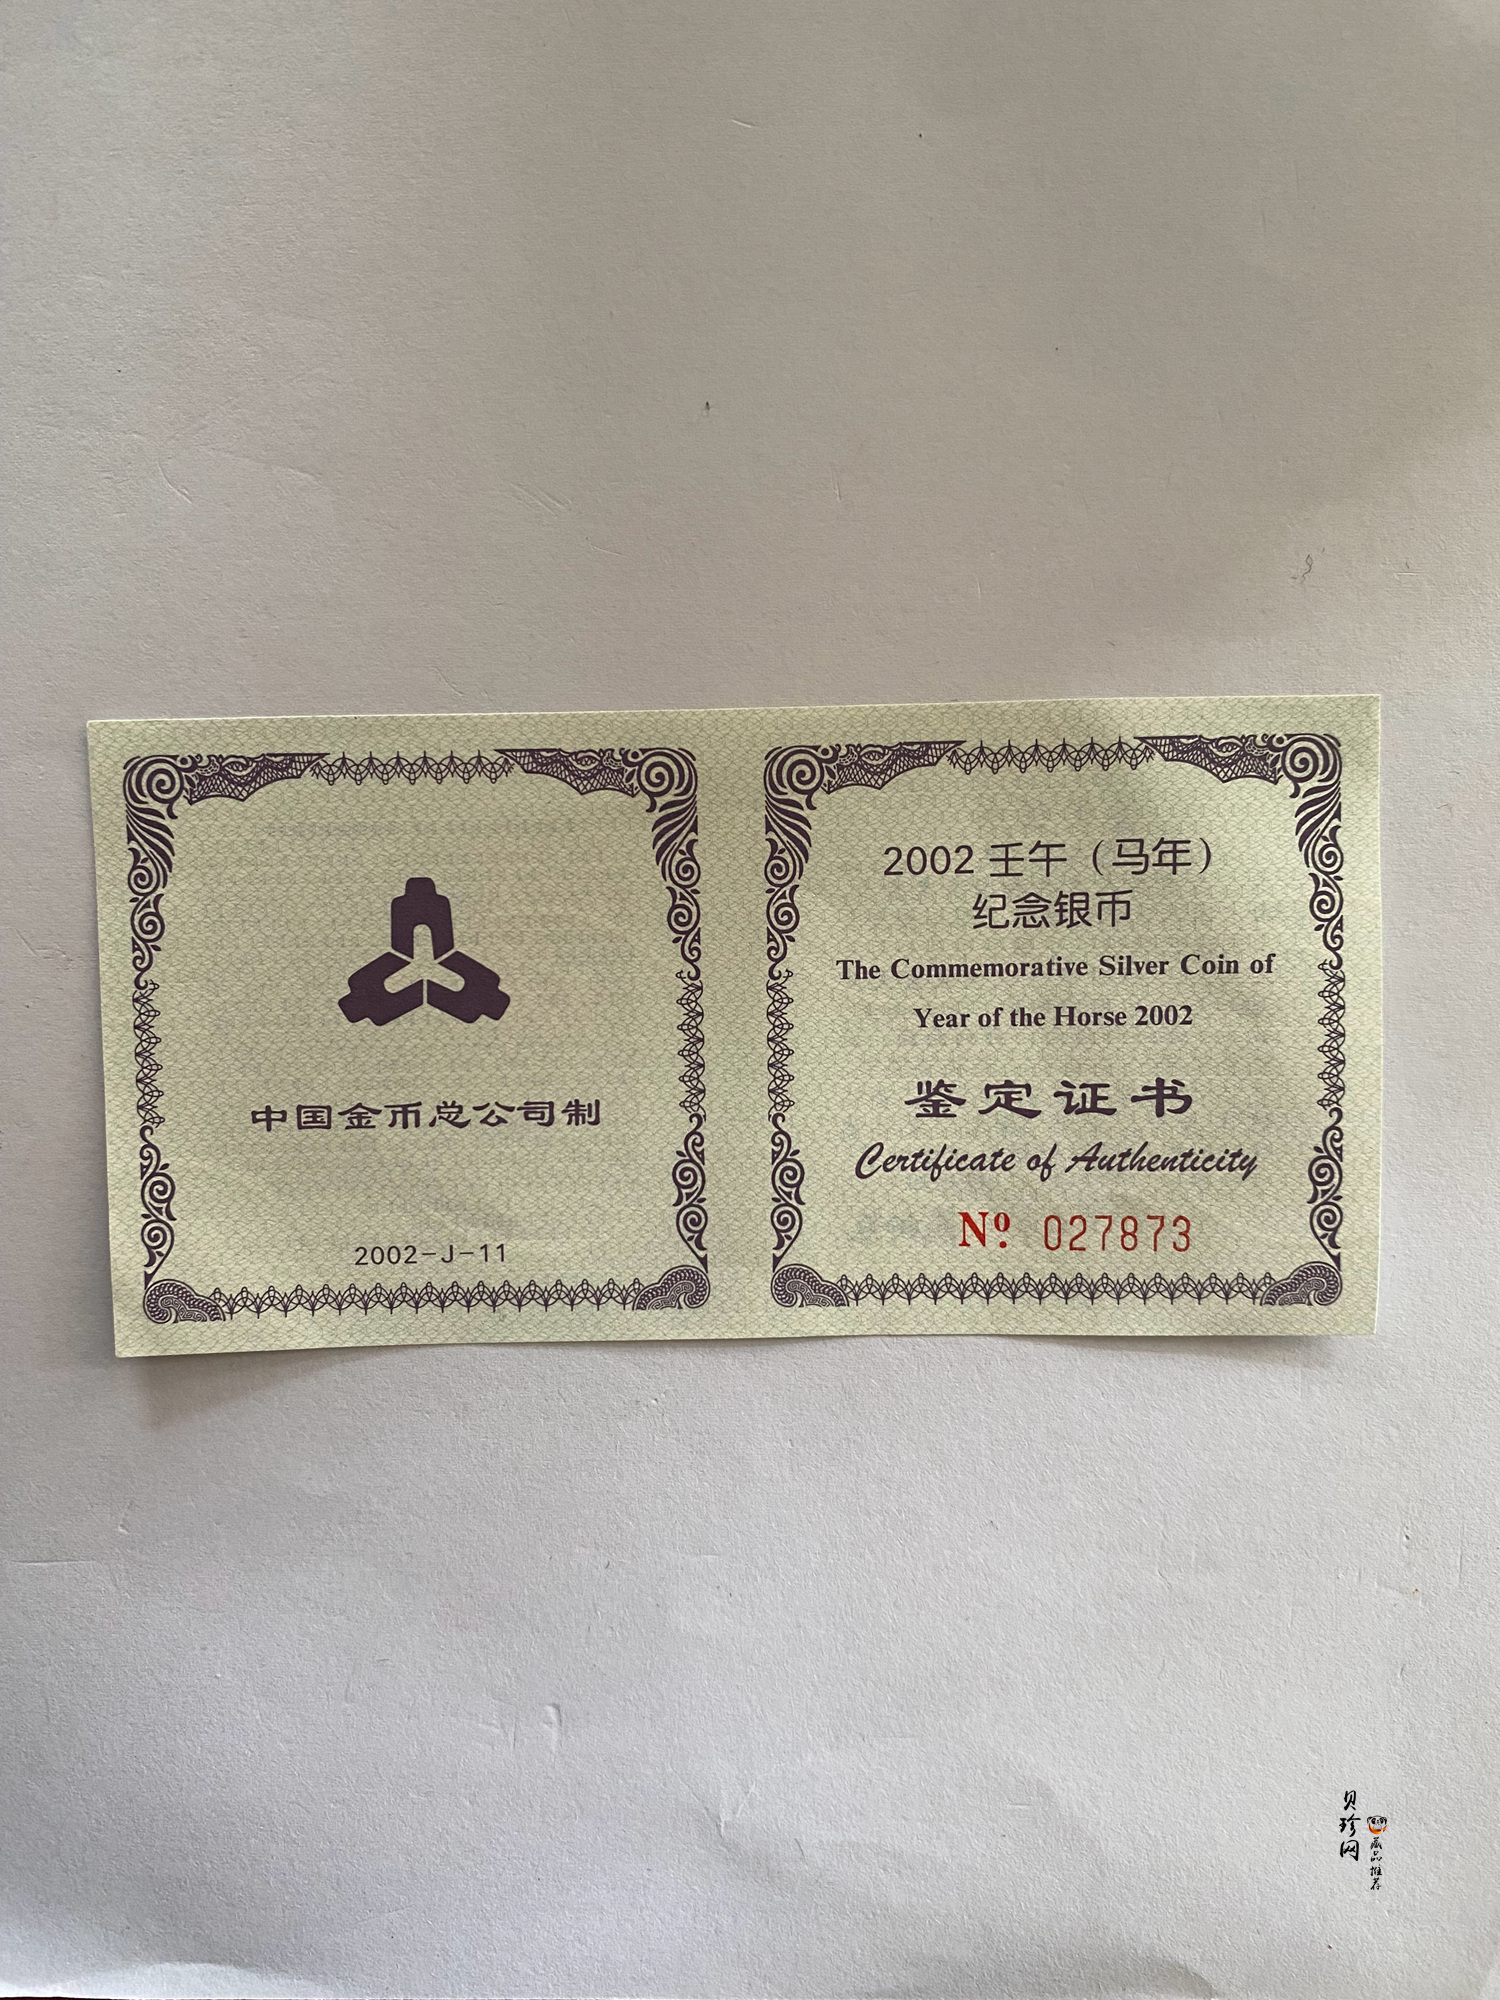 中国金币总公司制
2002-J-11
2002 壬午（马年）
纪念银币
The Commemorative Silver Coin of
Year of the Horse 2002
鉴定证书
Certificate of Authenticity
Nº 027873
贝珍网
藏品推荐